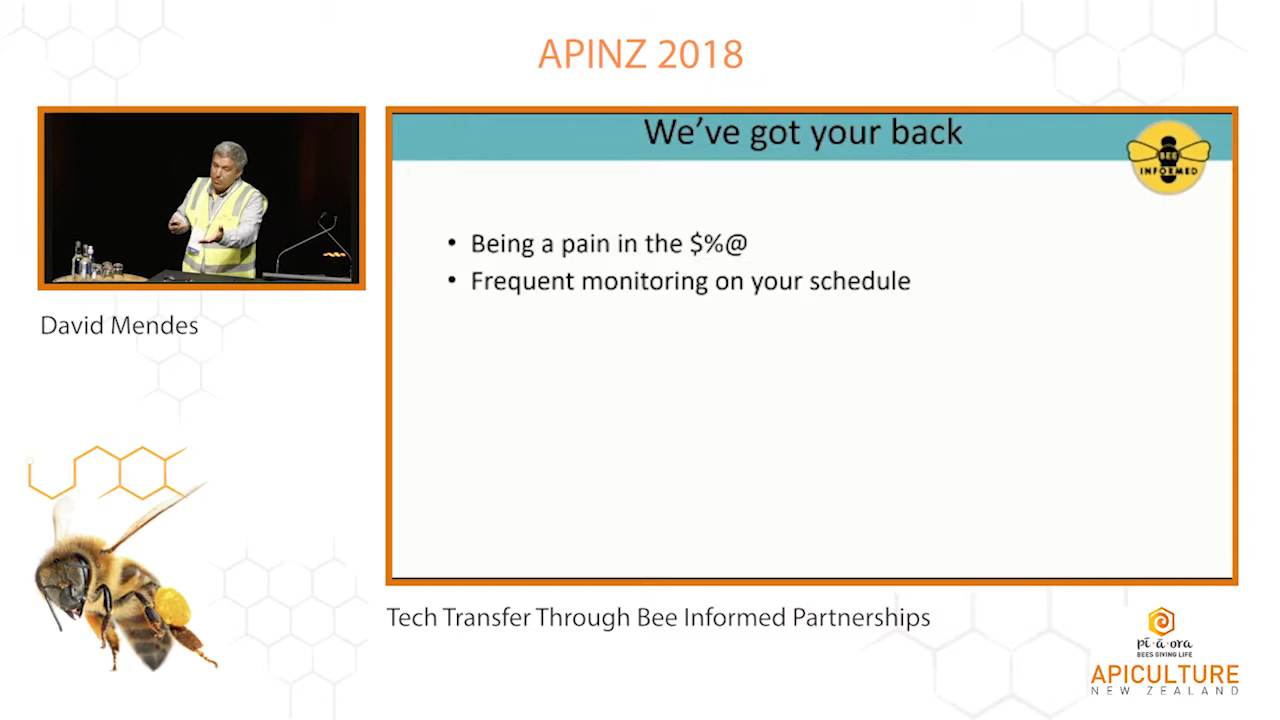 APINZ 2018
David Mendes
We've got your back
BEE
INFORMED
• Being a pain in the $%@
• Frequent monitoring on your schedule
Tech Transfer Through Bee Informed Partnerships
pī·ā·ora
BEES GIVING LIFE
APICULTURE
NEW ZEALAND